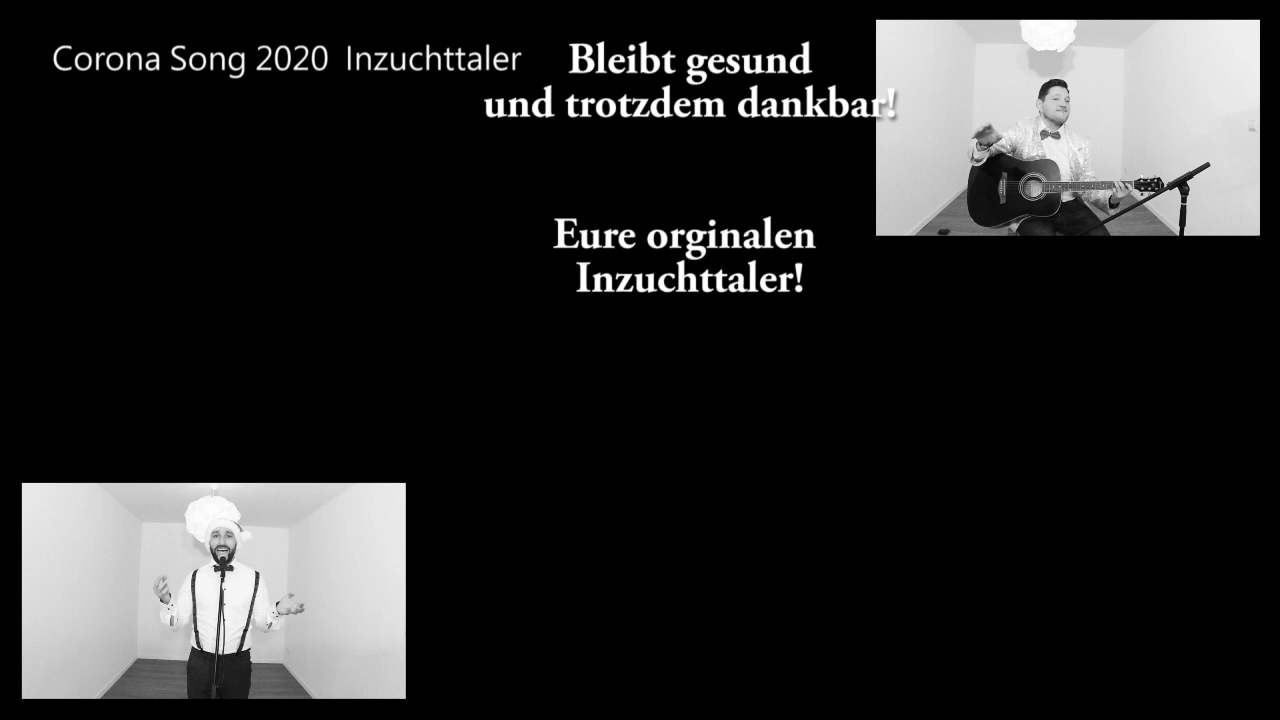 Corona Song 2020 Inzuchttaler
Bleibt gesund
und trotzdem dankbar!
Eure orginalen
Inzuchttaler!